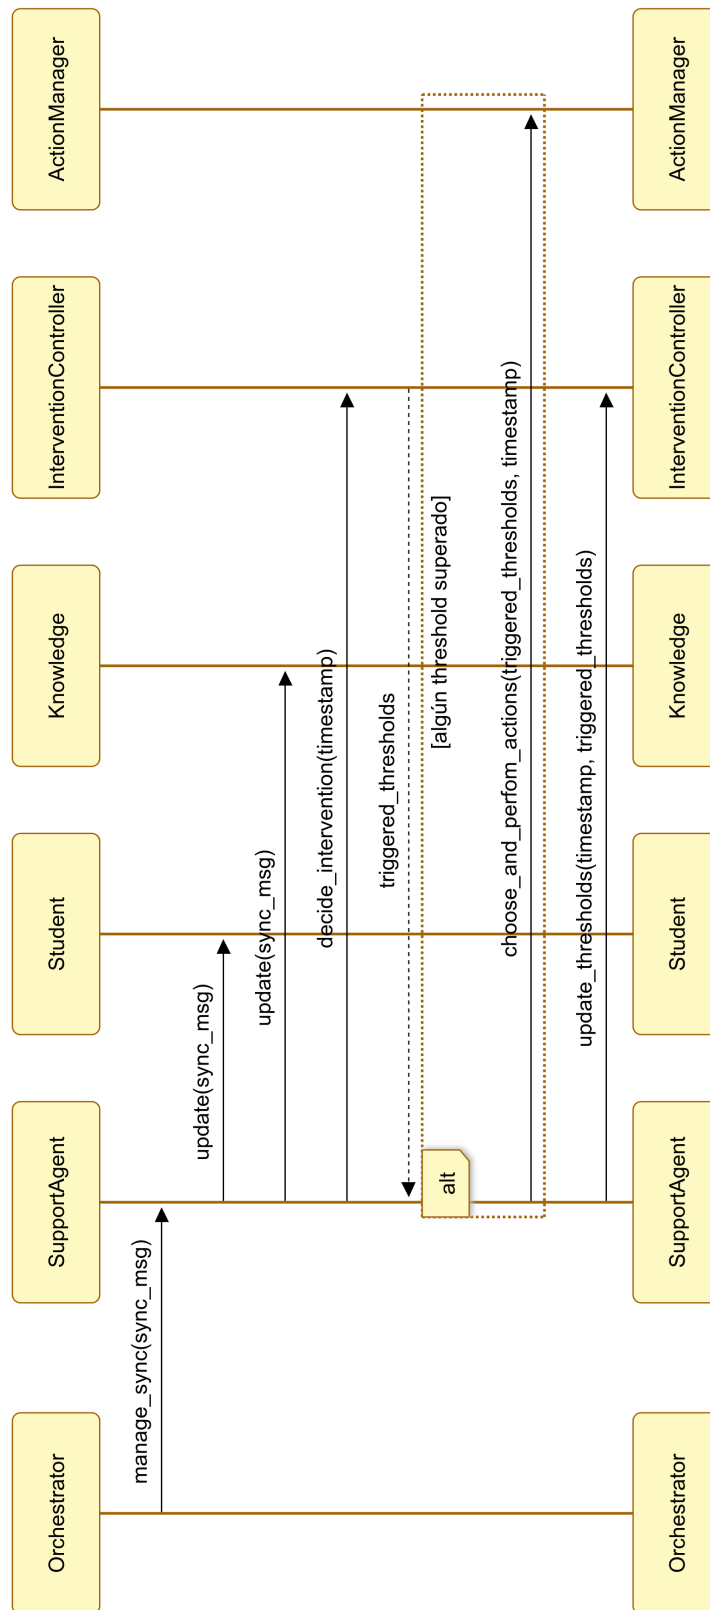 Orchestrator
SupportAgent
Student
Knowledge
InterventionController
ActionManager
manage_sync(sync_msg)
update(sync_msg)
update(sync_msg)
decide_intervention(timestamp)
triggered_thresholds
alt
[algún threshold superado]
choose_and_perfom_actions(triggered_thresholds, timestamp)
update_thresholds(timestamp, triggered_thresholds)
Orchestrator
SupportAgent
Student
Knowledge
InterventionController
ActionManager